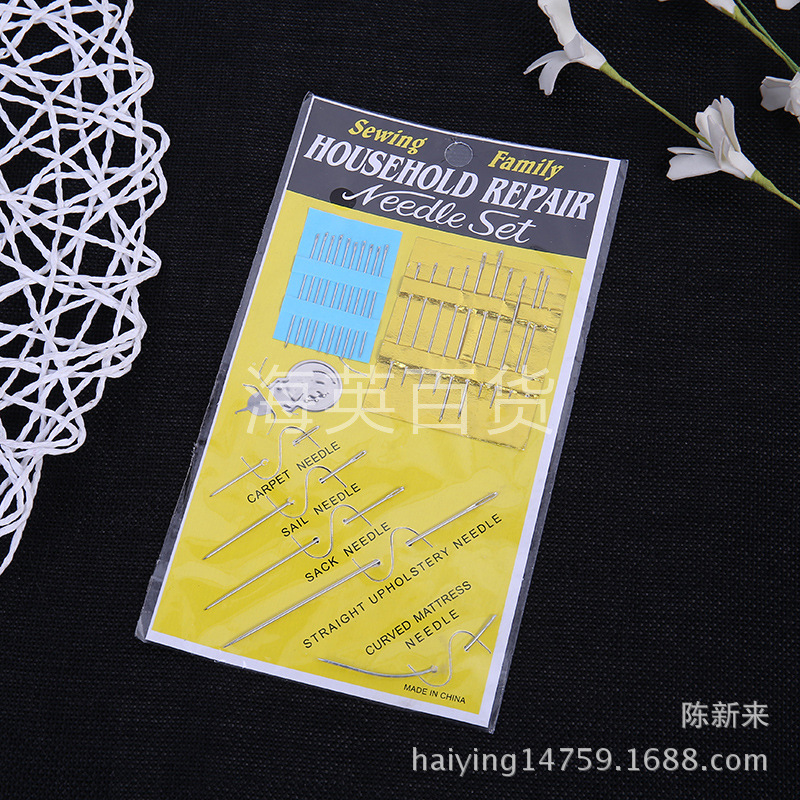 Sewing Family
HOUSEHOLD REPAIR
Needle Set
海英百货
CARPET NEEDLE
SAIL NEEDLE
SACK NEEDLE
STRAIGHT UPHOLSTERY NEEDLE
CURVED MATTRESS
NEEDLE
MADE IN CHINA
陈新来
haiying14759.1688.com